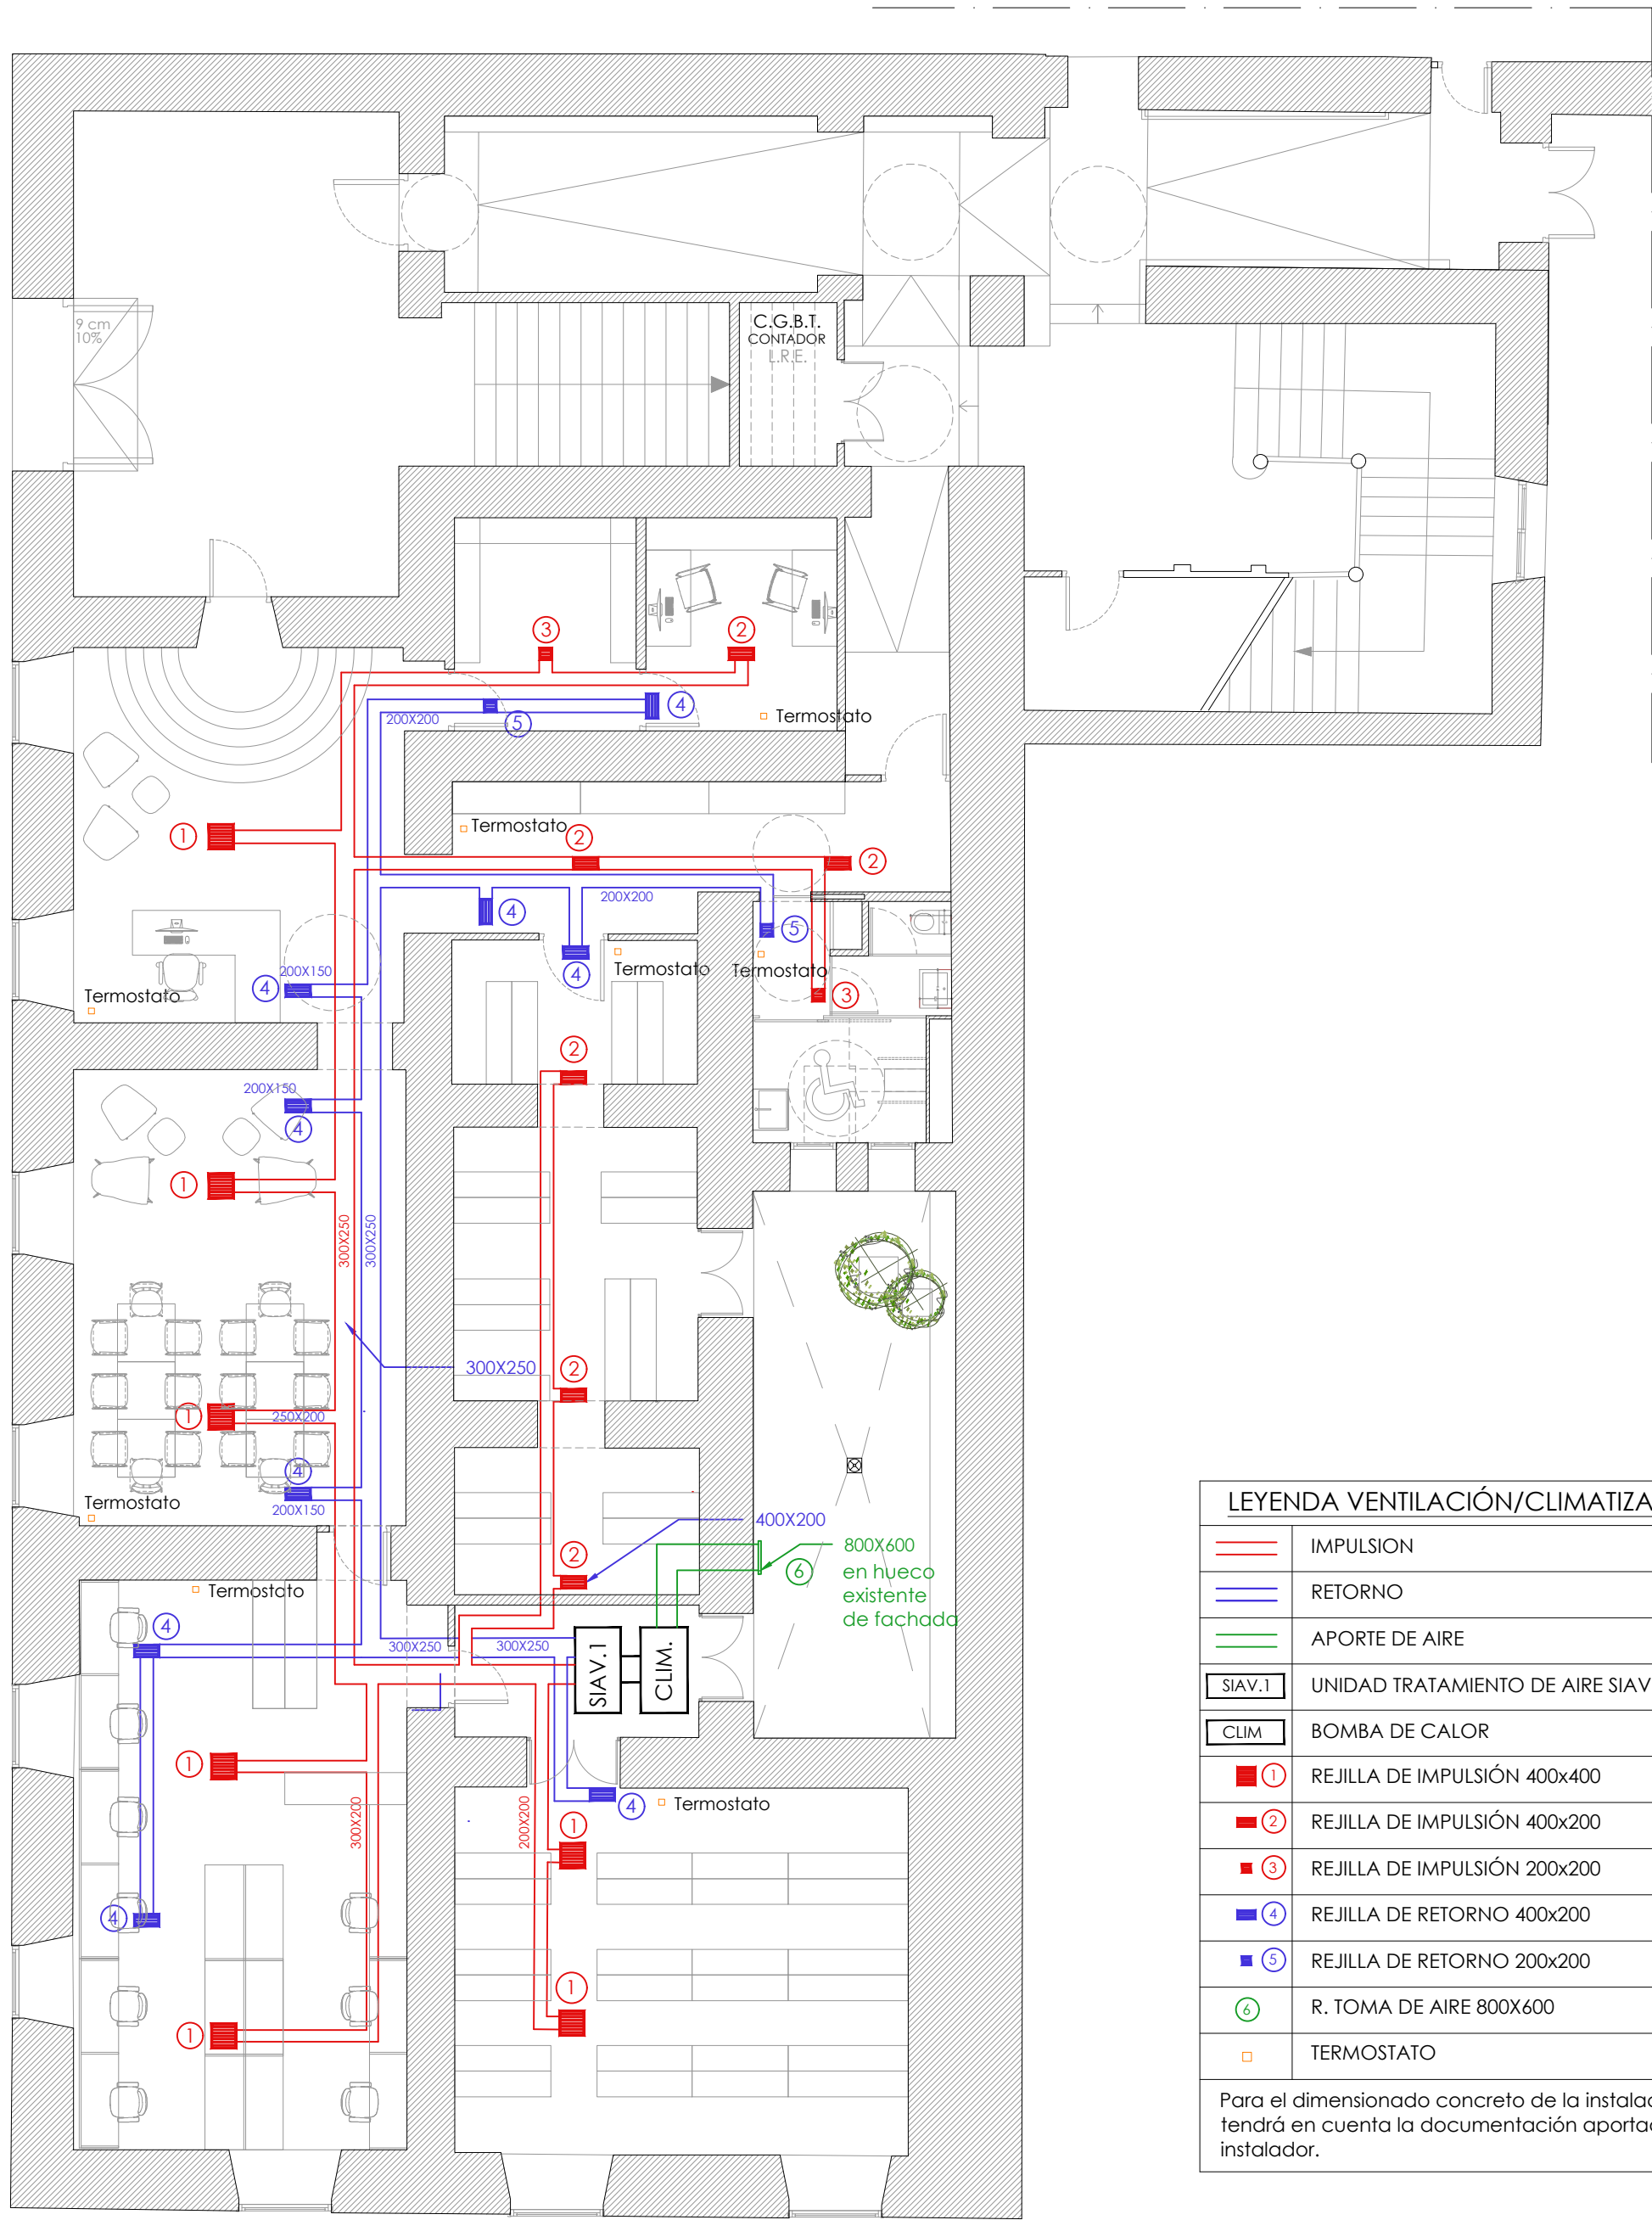 9 cm
10%
C.G.B.T.
CONTADOR
L.R.E.
3
2
4
5
200X200
Termostato
1
Termostato
2
2
4
200X200
5
4
Termostato
Termostato
200X150
4
Termostato
3
2
200X150
4
1
300X250
300X250
300X250
2
1
250X200
4
200X150
Termostato
400X200
2
800X600
6
en hueco
existente
de fachada
Termostato
4
300X250
300X250
SIAV.1
CLIM.
1
4
Termostato
300X200
200X200
1
4
1
1
LEYENDA VENTILACIÓN/CLIMATIZA
IMPULSION
RETORNO
APORTE DE AIRE
SIAV.1
UNIDAD TRATAMIENTO DE AIRE SIAV
CLIM
BOMBA DE CALOR
1
REJILLA DE IMPULSIÓN 400x400
2
REJILLA DE IMPULSIÓN 400x200
3
REJILLA DE IMPULSIÓN 200x200
4
REJILLA DE RETORNO 400x200
5
REJILLA DE RETORNO 200x200
6
R. TOMA DE AIRE 800X600
TERMOSTATO
Para el dimensionado concreto de la instalac
tendrá en cuenta la documentación aportad
instalador.